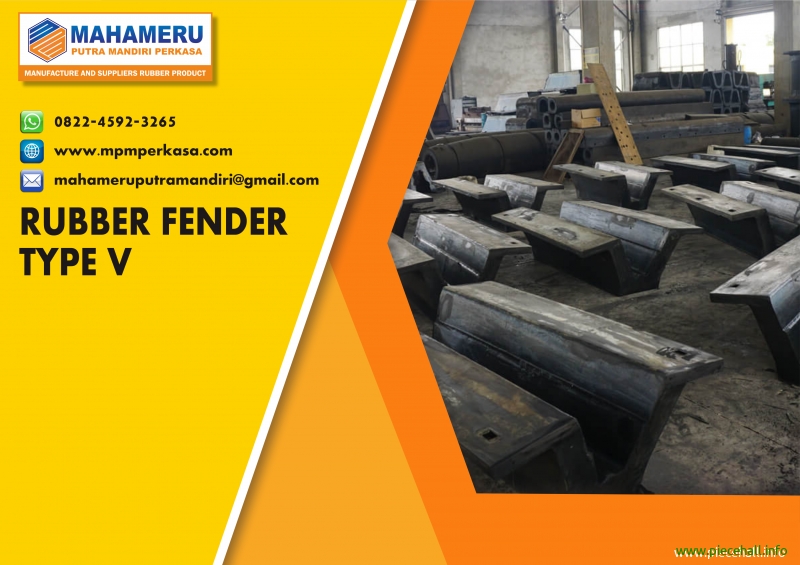 MAHAMERU
PUTRA MANDIRI PERKASA
MANUFACTURE AND SUPPLIERS RUBBER PRODUCT
0822-4592-3265
www.mpmperkasa.com
mahameruputramandiri@gmail.com
RUBBER FENDER
TYPE V
www.piecehall.info